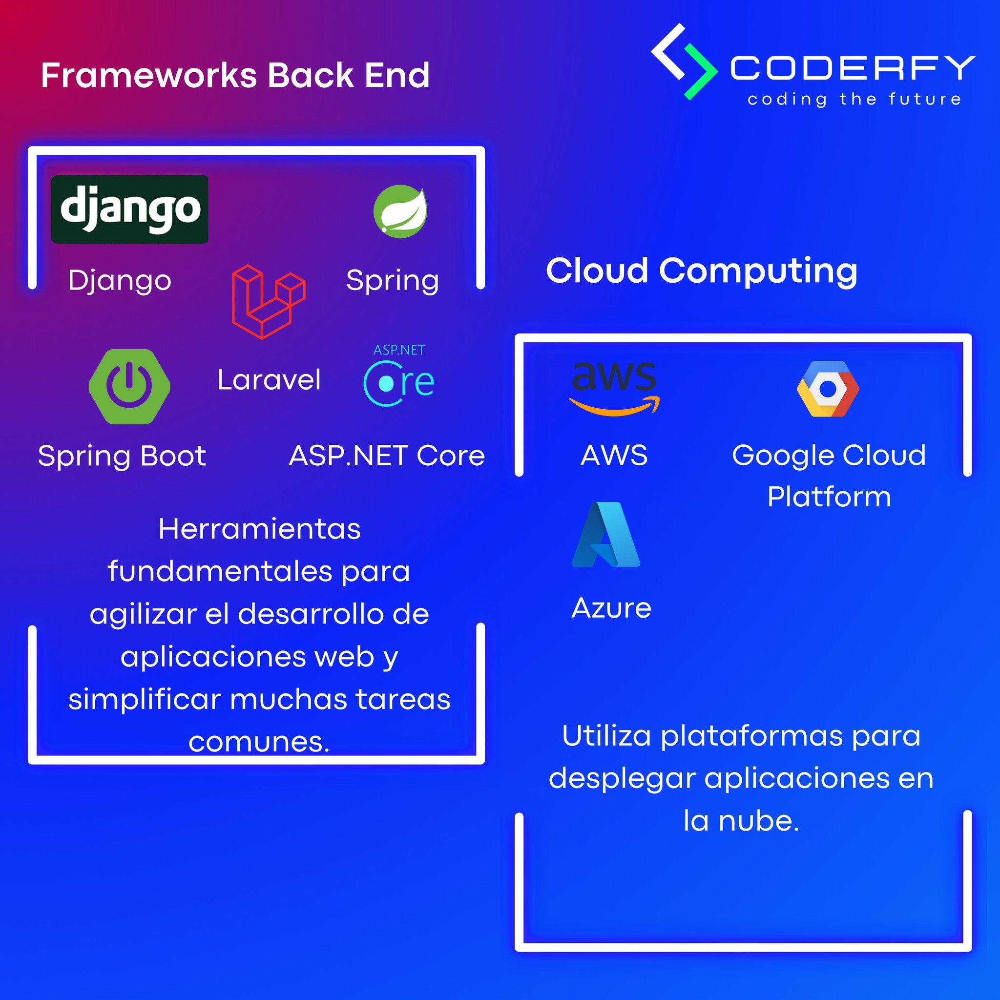 Frameworks Back End
CODERFY
coding the future
django
Django
Spring
Laravel
ASP.NET
Core
Spring Boot
ASP.NET Core
Herramientas
fundamentales para
agilizar el desarrollo de
aplicaciones web y
simplificar muchas tareas
comunes.
Cloud Computing
aws
AWS
Google Cloud
Platform
Azure
Utiliza plataformas para
desplegar aplicaciones en
la nube.